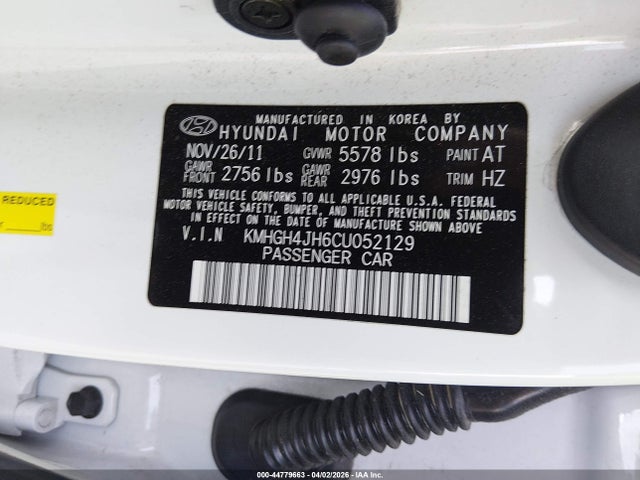 MANUFACTURED IN KOREA BY
HYUNDAI MOTOR COMPANY
NOV/26/11 GVWR 5578 lbs PAINT AT
GAWR FRONT 2756 lbs GAWR REAR 2976 lbs TRIM HZ
THIS VEHICLE CONFORMS TO ALL APPLICABLE U.S.A. FEDERAL
MOTOR VEHICLE SAFETY, BUMPER, AND THEFT PREVENTION STANDARDS
IN EFFECT ON THE DATE OF MANUFACTURE SHOWN ABOVE.
V.I.N KMHGH4JH6CU052129
PASSENGER CAR
REDUCED
lbs
000-44779663 - 04/02/2026 - COPART IAA